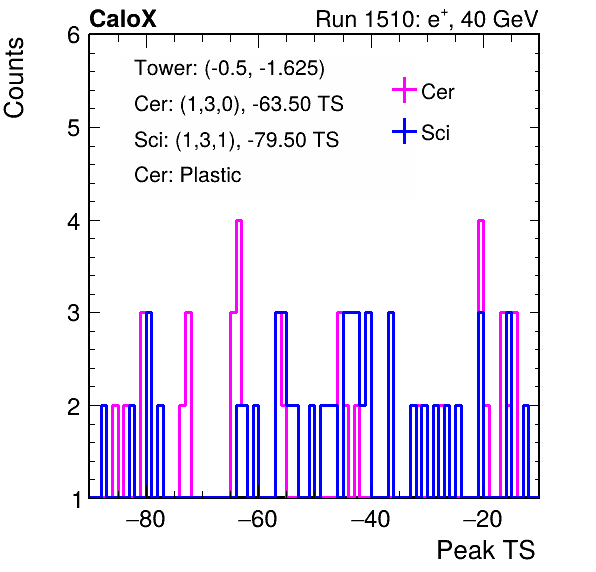 CaloX Run 1510: e⁺, 40 GeV
Counts
Tower: (-0.5, -1.625)
Cer: (1,3,0), -63.50 TS
Sci: (1,3,1), -79.50 TS
Cer: Plastic
Cer
Sci
6
5
4
3
2
1
−80 −60 −40 −20
Peak TS